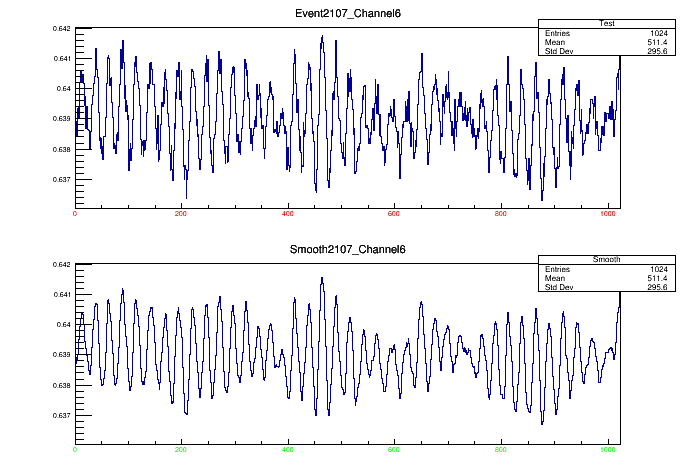 Event2107_Channel6
Test
Entries 1024
Mean 511.4
Std Dev 295.6
0.642
0.641
0.64
0.639
0.638
0.637
0 200 400 600 800 1000
Smooth2107_Channel6
Smooth
Entries 1024
Mean 511.4
Std Dev 295.6
0.642
0.641
0.64
0.639
0.638
0.637
0 200 400 600 800 1000